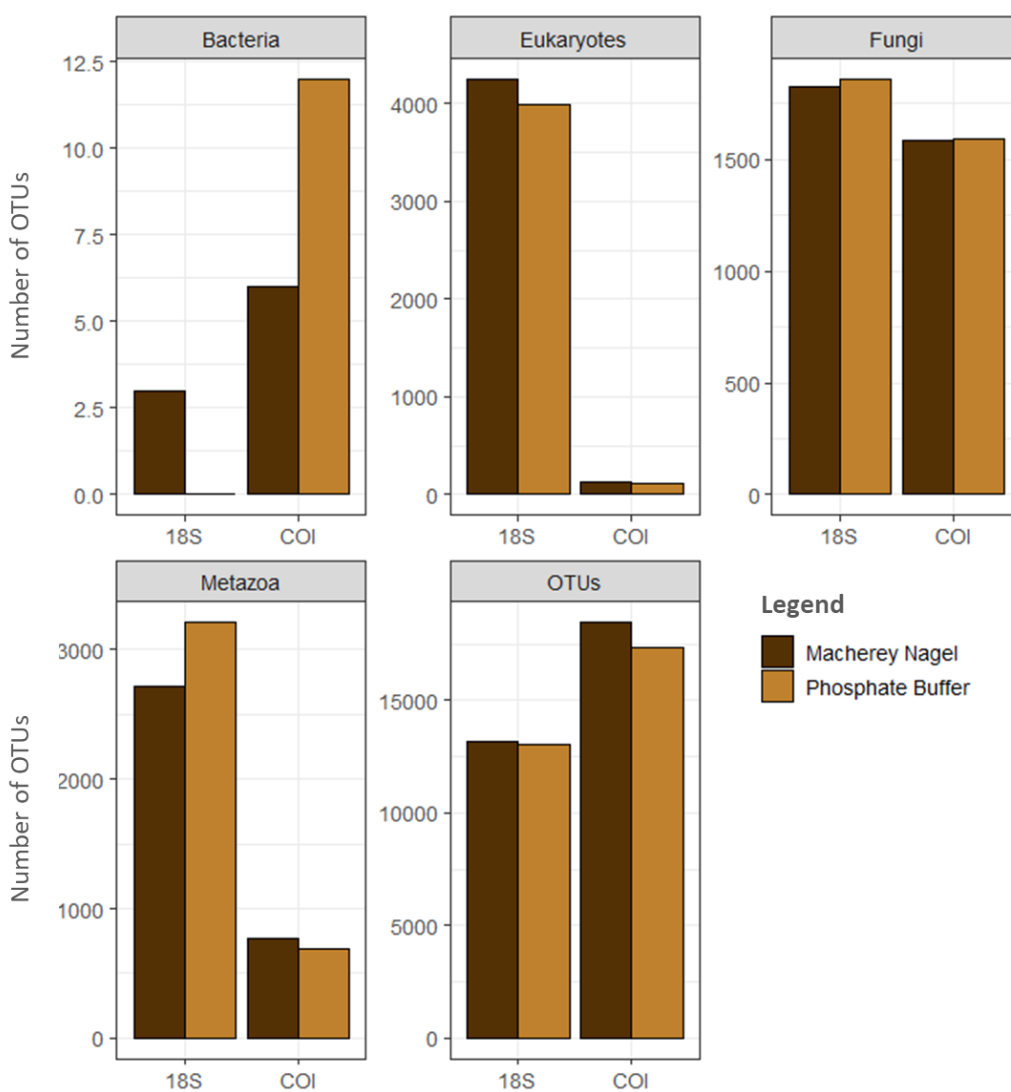 Bacteria
Eukaryotes
Fungi
Number of OTUs
12.5
10.0
7.5
5.0
2.5
0.0
18S
COI
4000
3000
2000
1000
0
18S
COI
1500
1000
500
0
18S
COI
Metazoa
OTUs
Number of OTUs
3000
2000
1000
0
18S
COI
15000
10000
5000
0
18S
COI
Legend
Macherey Nagel
Phosphate Buffer